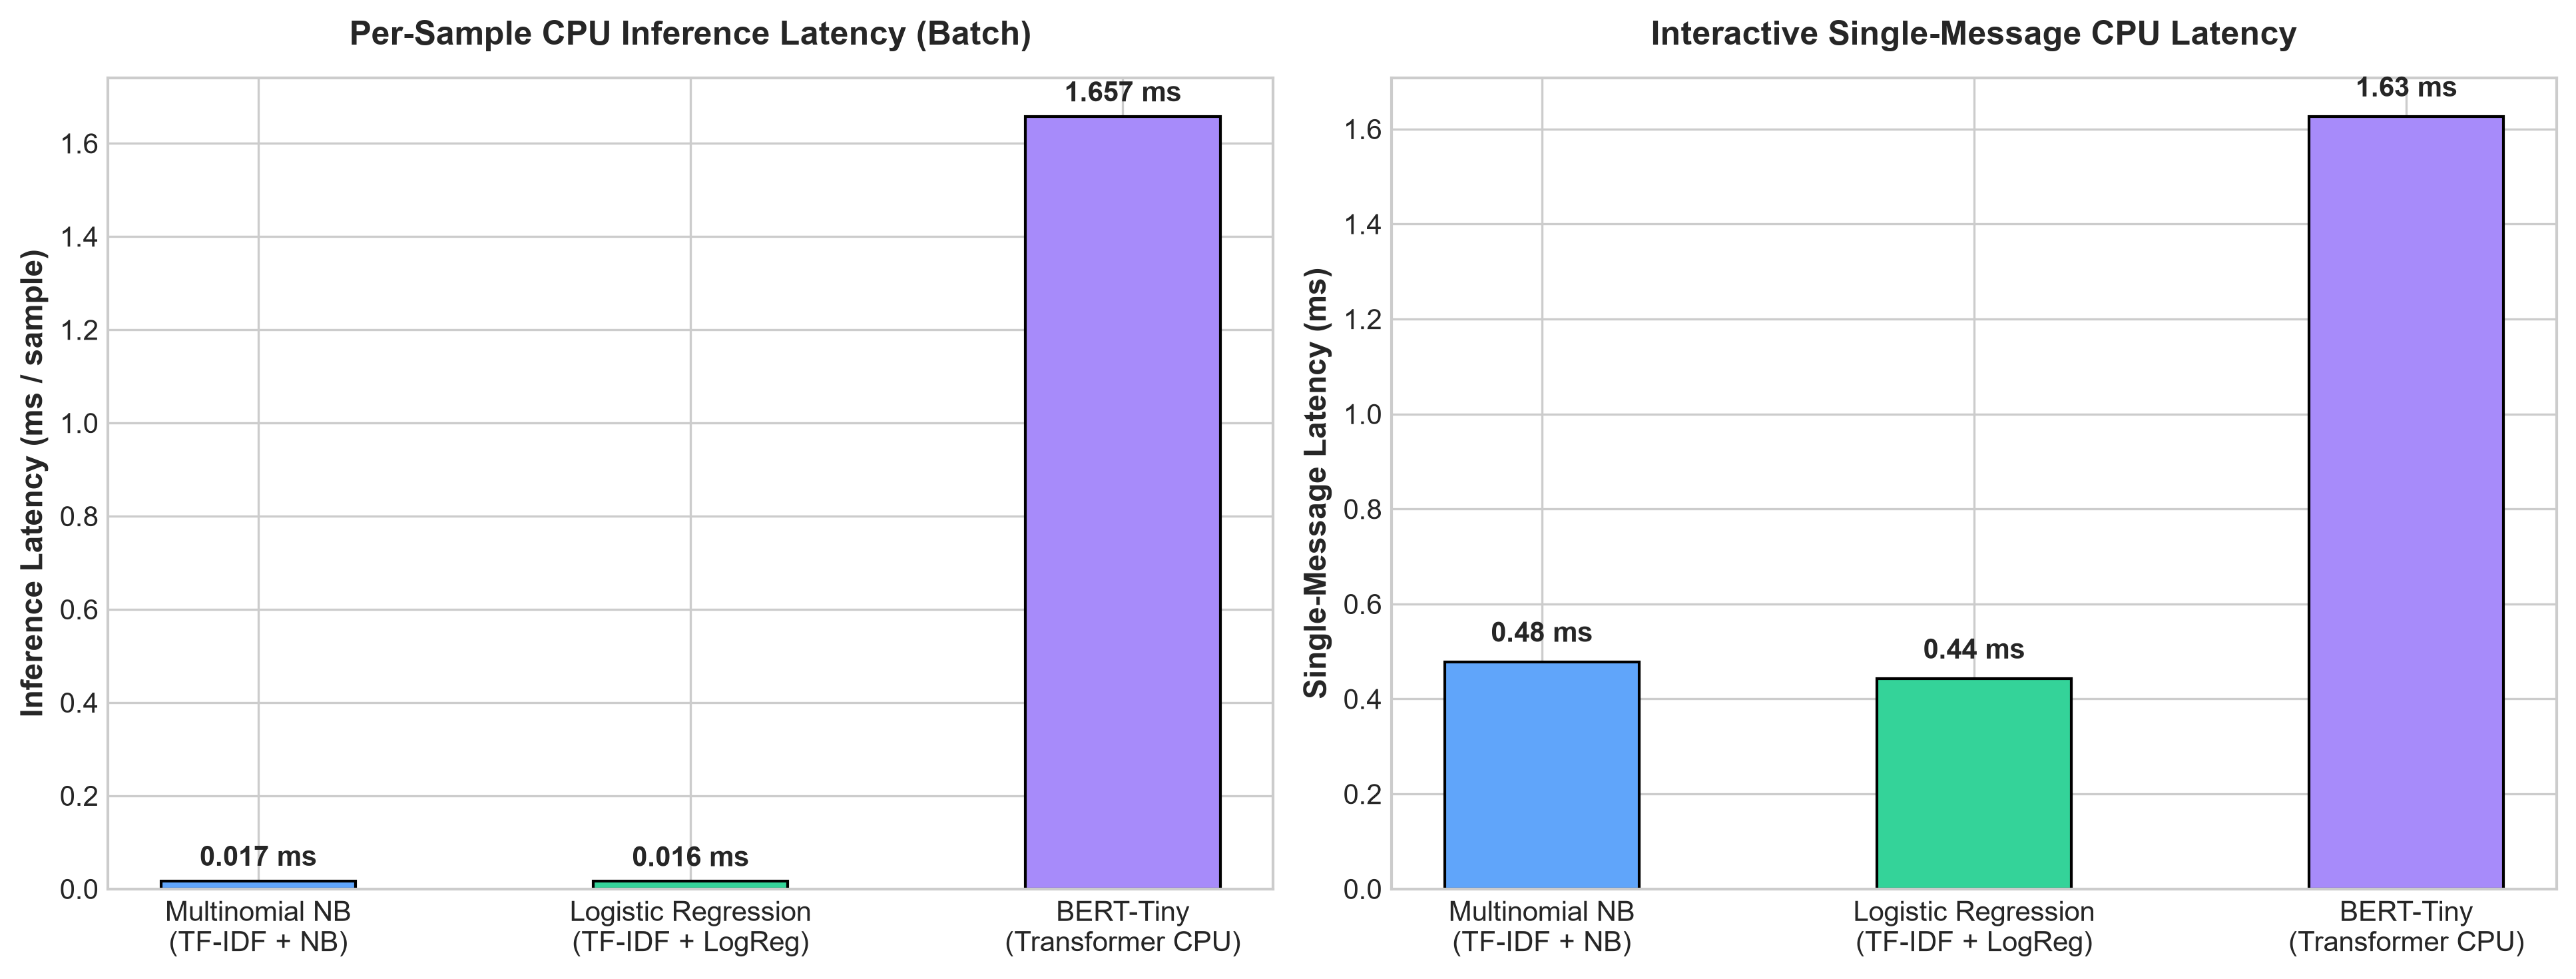 Per-Sample CPU Inference Latency (Batch)
Inference Latency (ms / sample)
1.6
1.4
1.2
1.0
0.8
0.6
0.4
0.2
0.0
0.017 ms
0.016 ms
1.657 ms
Multinomial NB
(TF-IDF + NB)
Logistic Regression
(TF-IDF + LogReg)
BERT-Tiny
(Transformer CPU)
Interactive Single-Message CPU Latency
Single-Message Latency (ms)
1.6
1.4
1.2
1.0
0.8
0.6
0.4
0.2
0.0
0.48 ms
0.44 ms
1.63 ms
Multinomial NB
(TF-IDF + NB)
Logistic Regression
(TF-IDF + LogReg)
BERT-Tiny
(Transformer CPU)